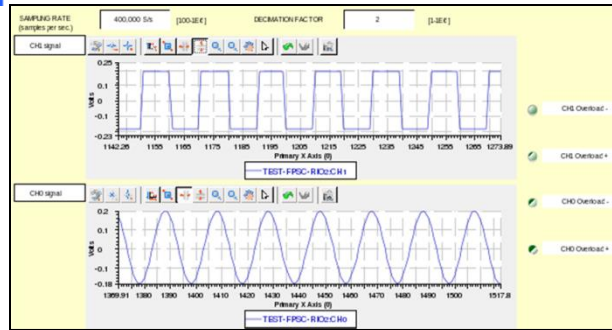 SAMPLING RATE
(samples per sec.)
400,000 S/s
[100-1E6]
DECIMATION FACTOR
2
[1-1E6]
CH1 signal
0.25
0.1
0
-0.1
-0.23
Volts
1142.26 1155 1165 1175 1185 1195 1205 1215 1225 1235 1245 1255 1265 1273.89
Primary X Axis (0)
TEST-FPSC-RIO2:CH1
CH1 Overload -
CH1 Overload +
CH0 signal
0.2
0.1
0
-0.1
-0.18
Volts
1369.91 1380 1390 1400 1410 1420 1430 1440 1450 1460 1470 1480 1490 1500 1517.8
Primary X Axis (0)
TEST-FPSC-RIO2:CH0
CH0 Overload -
CH0 Overload +